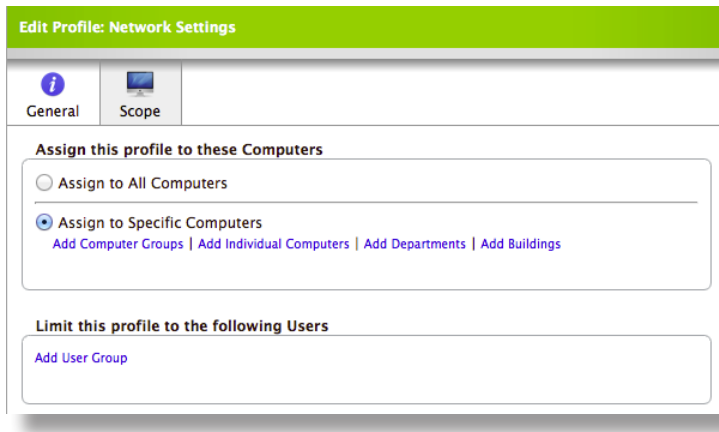 Edit Profile: Network Settings
General
Scope
Assign this profile to these Computers
Assign to All Computers
Assign to Specific Computers
Add Computer Groups | Add Individual Computers | Add Departments | Add Buildings
Limit this profile to the following Users
Add User Group